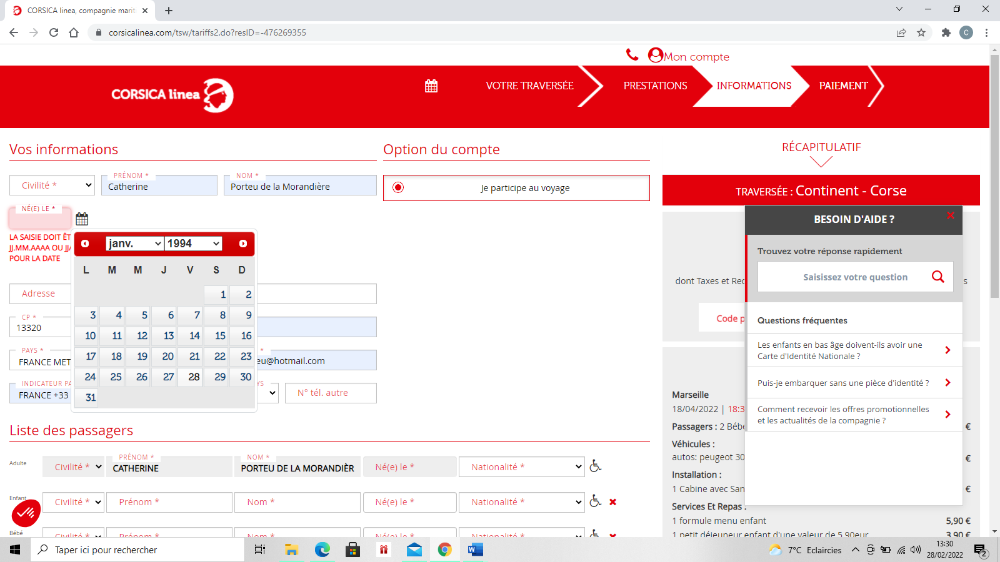 CORSICA linea, compagnie marit
corsicalinea.com/tsw/tariffs2.do?resID=-476269355
C
Mon compte
CORSICA linea
VOTRE TRAVERSÉE
PRESTATIONS
INFORMATIONS
PAIEMENT
Vos informations
Civilité *
PRÉNOM *
Catherine
NOM *
Porteu de la Morandière
NÉ(E) LE *
LA SAISIE DOIT ÊT
JJ.MM.AAAA OU JJ/
POUR LA DATE
janv. 1994
L M M J V S D
1 2
3 4 5 6 7 8 9
10 11 12 13 14 15 16
17 18 19 20 21 22 23
24 25 26 27 28 29 30
31
Adresse
CP *
13320
PAYS *
FRANCE MET
*
eu@hotmail.com
INDICATEUR PA
FRANCE +33
YS
N° tél. autre
Option du compte
Je participe au voyage
Liste des passagers
Adulte
Civilité *
PRÉNOM *
CATHERINE
NOM *
PORTEU DE LA MORANDIÈR
Né(e) le *
Nationalité *
Enfant
Civilité *
Prénom *
Nom *
Né(e) le *
Nationalité *
Bébé
Civilité *
Prénom *
Nom *
Né(e) le *
Nationalité *
RÉCAPITULATIF
TRAVERSÉE : Continent - Corse
dont Taxes et Rec
s
Code p
Marseille
18/04/2022 | 18:3
Passagers : 2 Bébé
€
Véhicules :
autos: peugeot 30
€
Installation :
1 Cabine avec San
€
Services Et Repas :
1 formule menu enfant 5,90 €
1 petit déjeuner enfant d'une valeur de 5.90eur 3,90 €
BESOIN D'AIDE ?
Trouvez votre réponse rapidement
Saisissez votre question
Questions fréquentes
Les enfants en bas âge doivent-ils avoir une
Carte d'Identité Nationale ?
Puis-je embarquer sans une pièce d'identité ?
Comment recevoir les offres promotionnelles
et les actualités de la compagnie ?
Taper ici pour rechercher
W
7°C Eclaircies
13:30
28/02/2022
2